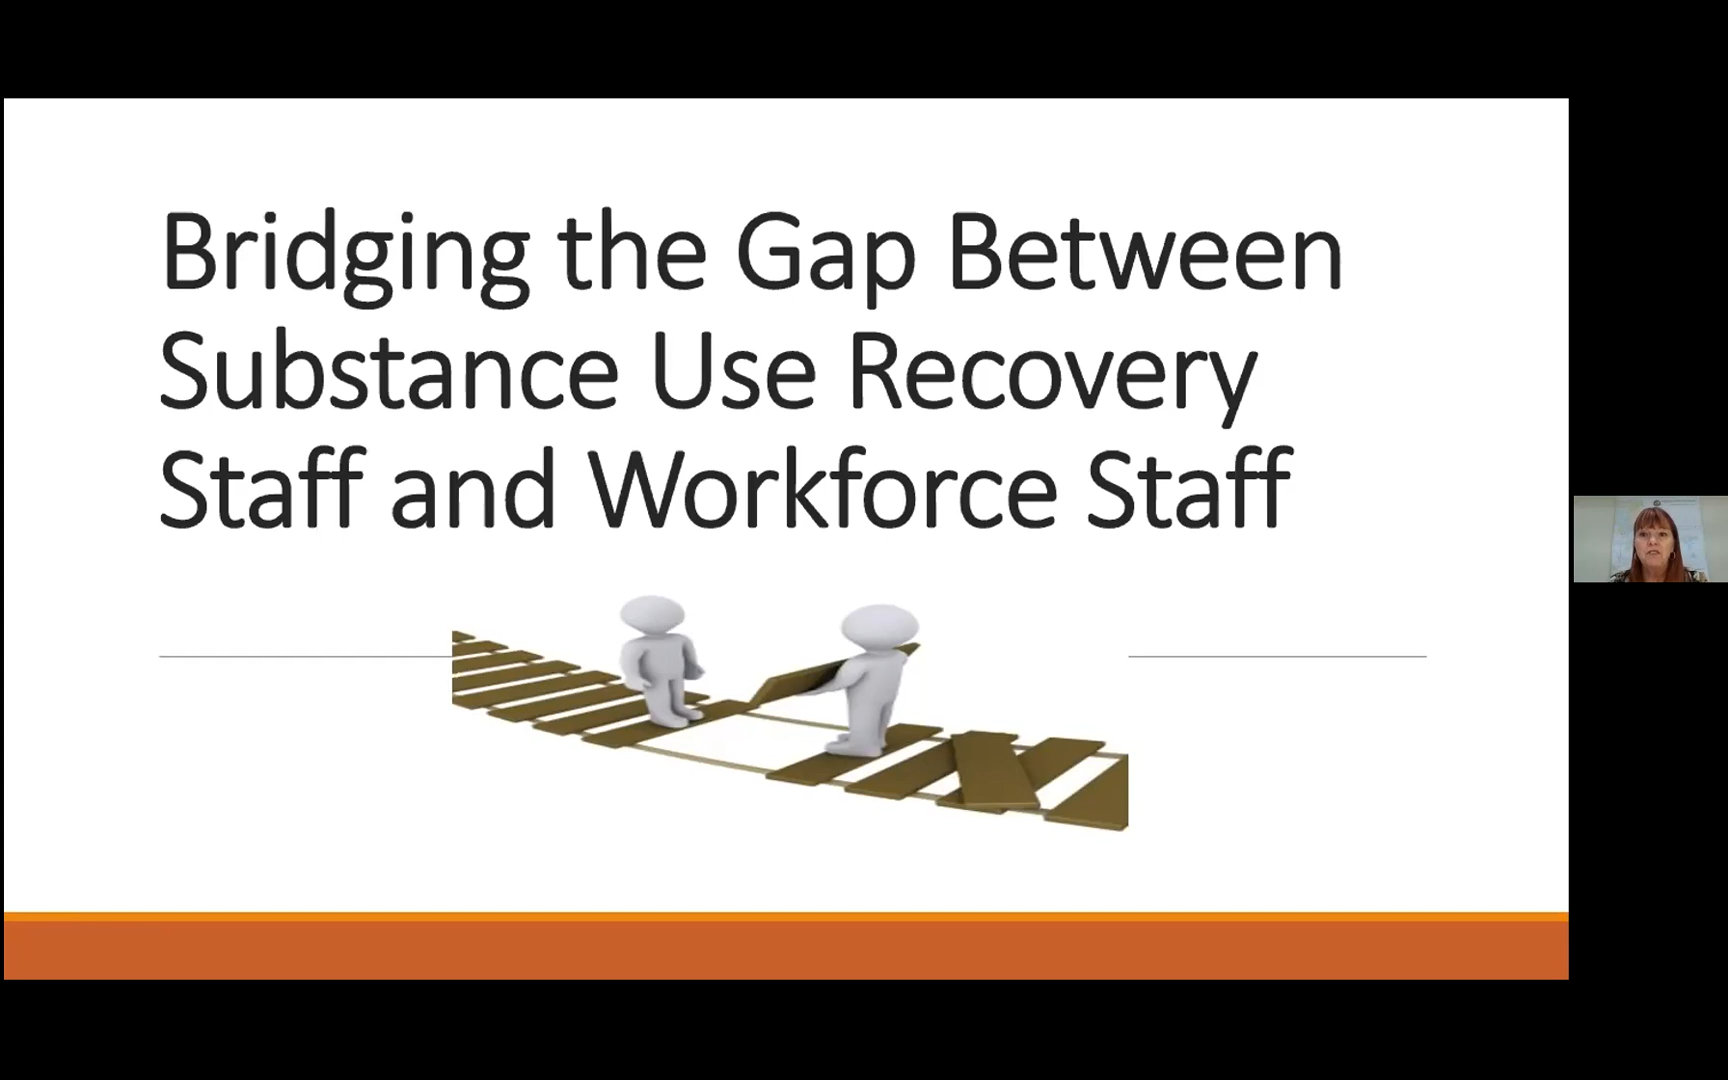 Bridging the Gap Between
Substance Use Recovery
Staff and Workforce Staff